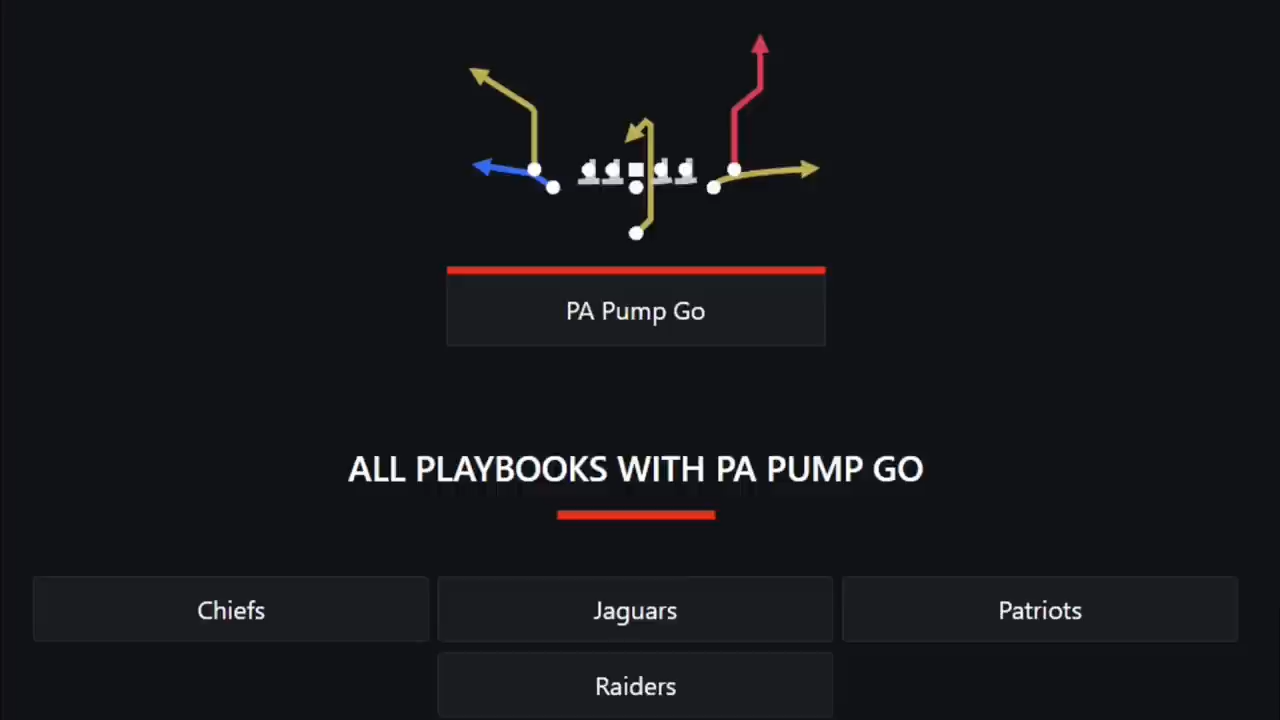 PA Pump Go
ALL PLAYBOOKS WITH PA PUMP GO
Chiefs
Jaguars
Patriots
Raiders